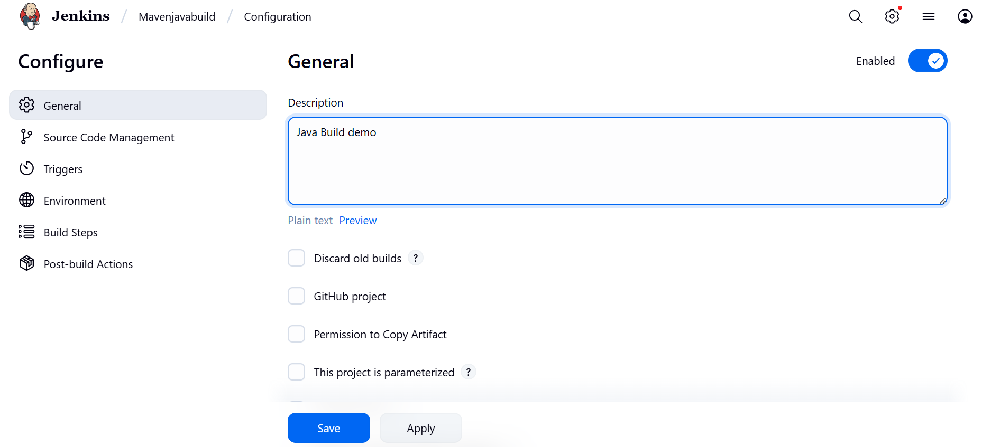 Jenkins / Mavenjavabuild / Configuration
Configure
General
Source Code Management
Triggers
Environment
Build Steps
Post-build Actions
General
Enabled
Description
Java Build demo
Plain text Preview
Discard old builds ?
GitHub project
Permission to Copy Artifact
This project is parameterized ?
Save Apply